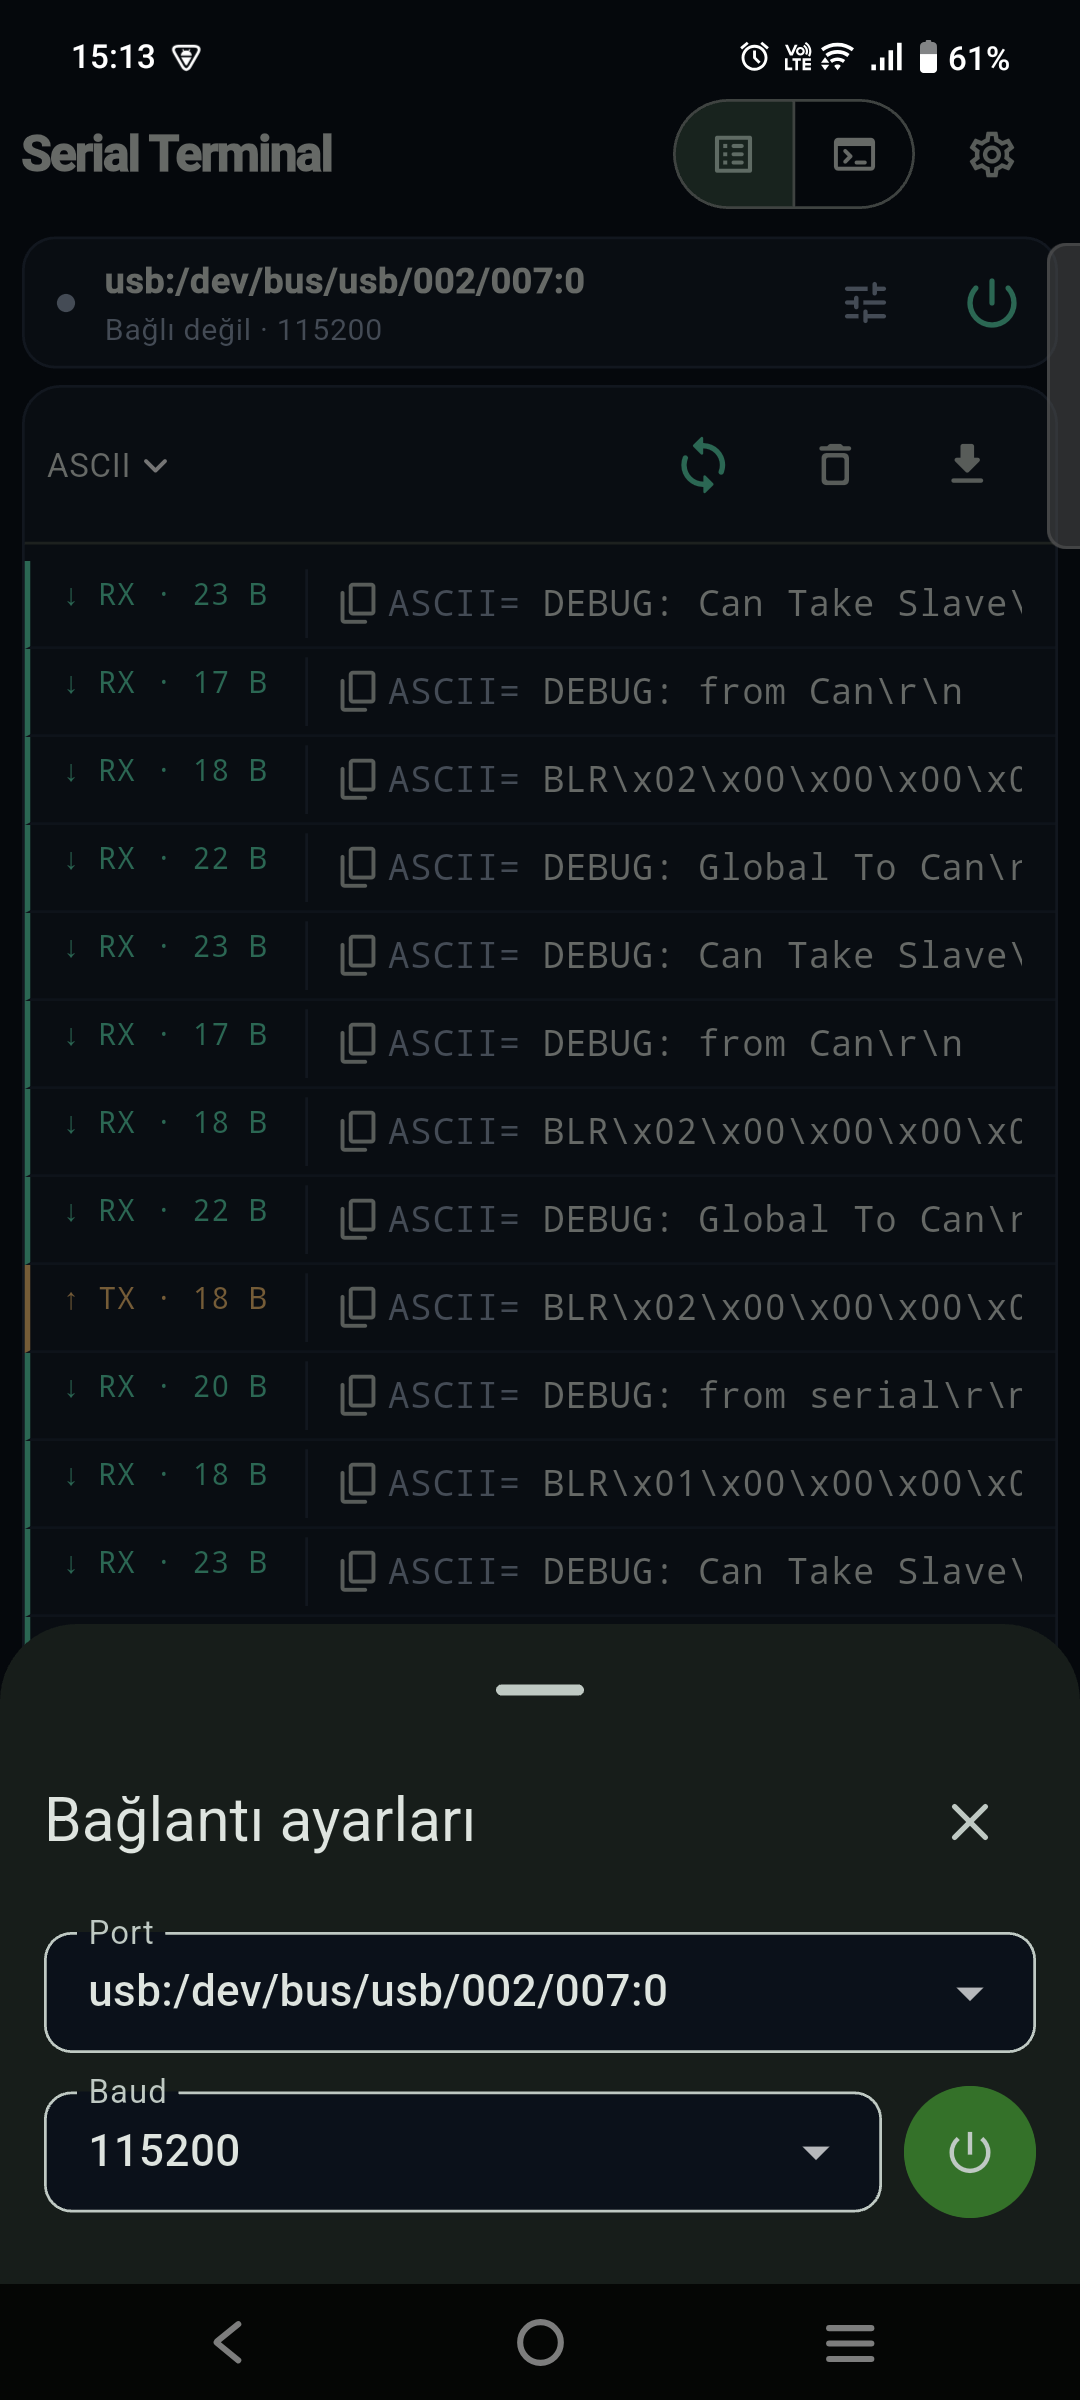 15:13
Vo)) LTE
61%
Serial Terminal
usb:/dev/bus/usb/002/007:0
Bağlı değil · 115200
ASCII
↓ RX · 23 B ASCII= DEBUG: Can Take Slave\
↓ RX · 17 B ASCII= DEBUG: from Can\r\n
↓ RX · 18 B ASCII= BLR\x02\x00\x00\x00\x0
↓ RX · 22 B ASCII= DEBUG: Global To Can\r
↓ RX · 23 B ASCII= DEBUG: Can Take Slave\
↓ RX · 17 B ASCII= DEBUG: from Can\r\n
↓ RX · 18 B ASCII= BLR\x02\x00\x00\x00\x0
↓ RX · 22 B ASCII= DEBUG: Global To Can\r
↑ TX · 18 B ASCII= BLR\x02\x00\x00\x00\x0
↓ RX · 20 B ASCII= DEBUG: from serial\r\n
↓ RX · 18 B ASCII= BLR\x01\x00\x00\x00\x0
↓ RX · 23 B ASCII= DEBUG: Can Take Slave\
Bağlantı ayarları
Port
usb:/dev/bus/usb/002/007:0
Baud
115200